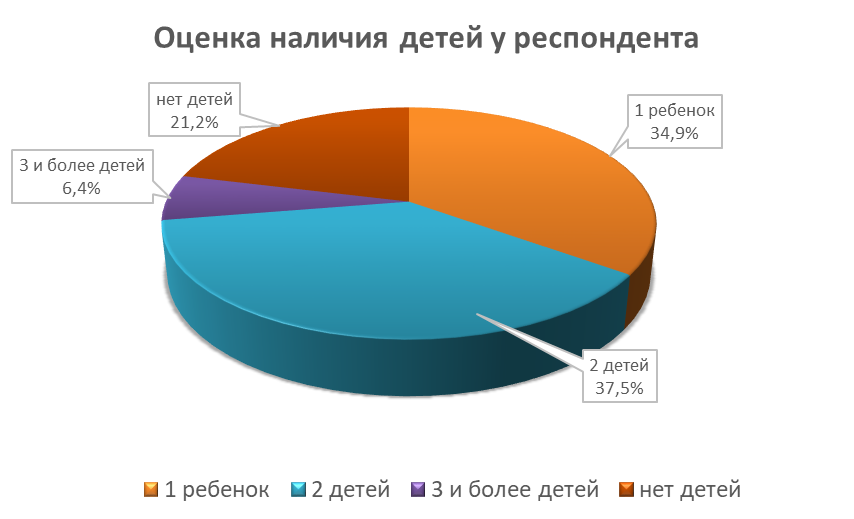 Оценка наличия детей у респондента
нет детей
21,2%
1 ребенок
34,9%
3 и более детей
6,4%
2 детей
37,5%
1 ребенок 2 детей 3 и более детей нет детей